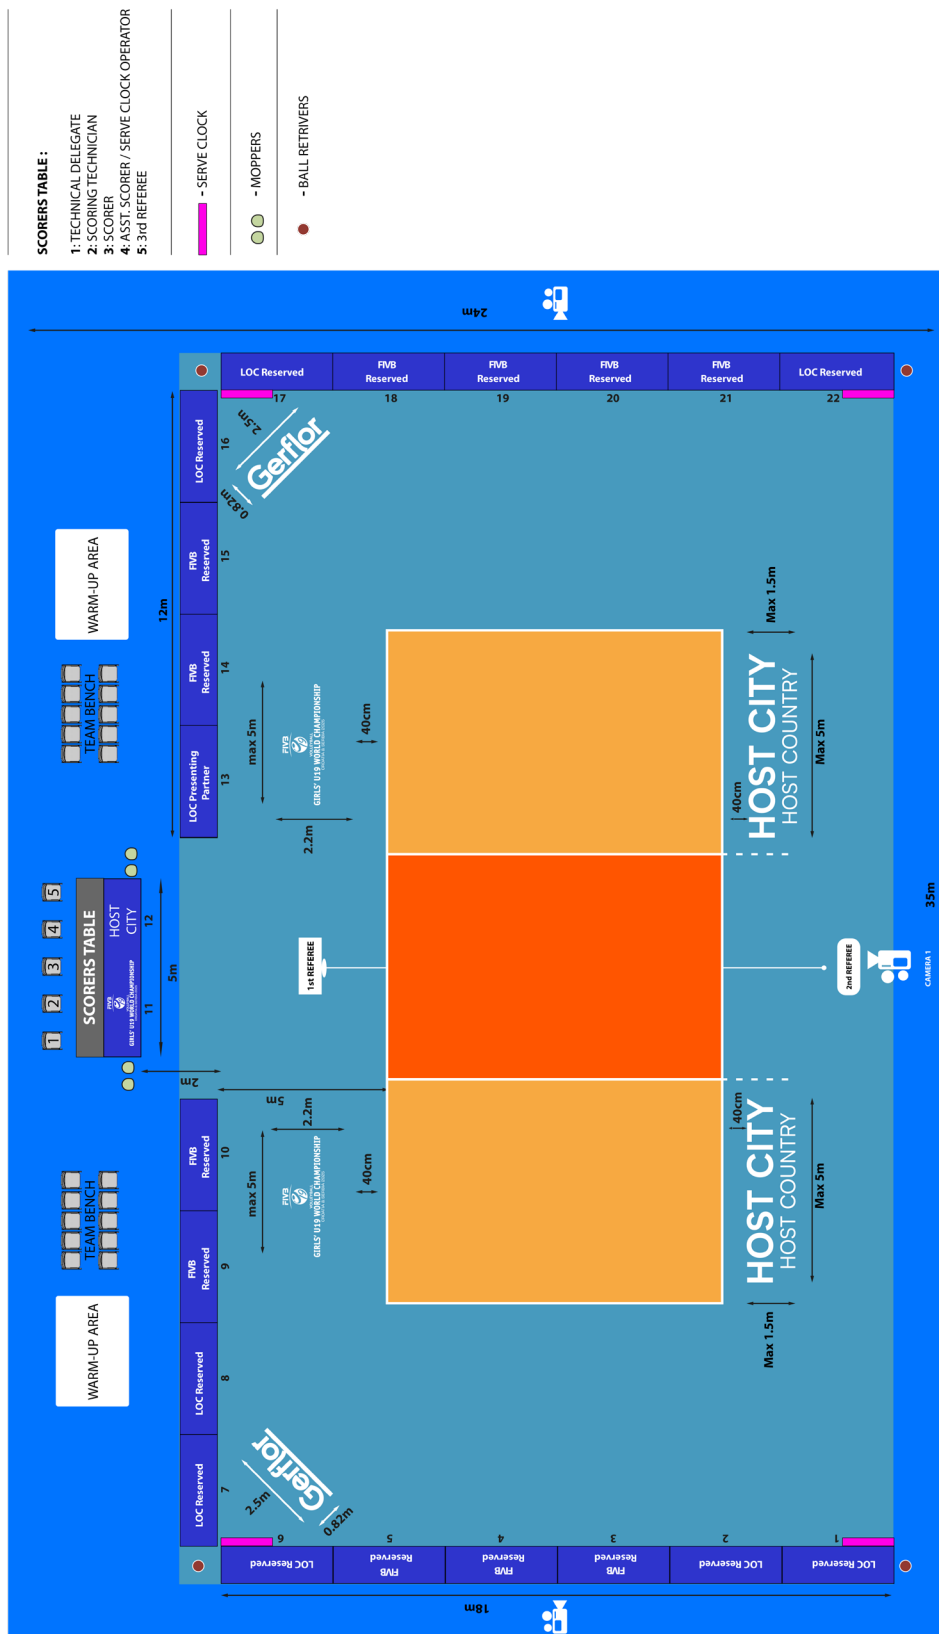 SCORERS TABLE :
1: TECHNICAL DELEGATE
2: SCORING TECHNICIAN
3: SCORER
4: ASST. SCORER / SERVE CLOCK OPERATOR
5: 3rd REFEREE
- SERVE CLOCK
- MOPPERS
- BALL RETRIVERS
WARM-UP AREA
TEAM BENCH
1
2
3
4
5
SCORERS TABLE
FIVB
VOLLEYBALL
GIRLS' U19 WORLD CHAMPIONSHIP
HOST
CITY
11
12
5m
2m
TEAM BENCH
WARM-UP AREA
12m
24m
LOC Reserved
7
LOC Reserved
8
FIVB
Reserved
9
FIVB
Reserved
10
LOC Presenting
Partner
13
FIVB
Reserved
14
FIVB
Reserved
15
LOC Reserved
16
LOC Reserved
17
FIVB
Reserved
18
FIVB
Reserved
19
FIVB
Reserved
20
FIVB
Reserved
21
LOC Reserved
22
LOC Reserved
6
FIVB
Reserved
5
FIVB
Reserved
4
FIVB
Reserved
3
LOC Reserved
2
LOC Reserved
1
18m
Gerflor
2.5m
0.82m
Gerflor
2.5m
0.82m
max 5m
FIVB
VOLLEYBALL
GIRLS' U19 WORLD CHAMPIONSHIP
2.2m
40cm
5m
max 5m
FIVB
VOLLEYBALL
GIRLS' U19 WORLD CHAMPIONSHIP
2.2m
40cm
1st REFEREE
2nd REFEREE
CAMERA 1
40cm
HOST CITY
HOST COUNTRY
Max 5m
Max 1.5m
40cm
HOST CITY
HOST COUNTRY
Max 5m
Max 1.5m
35m